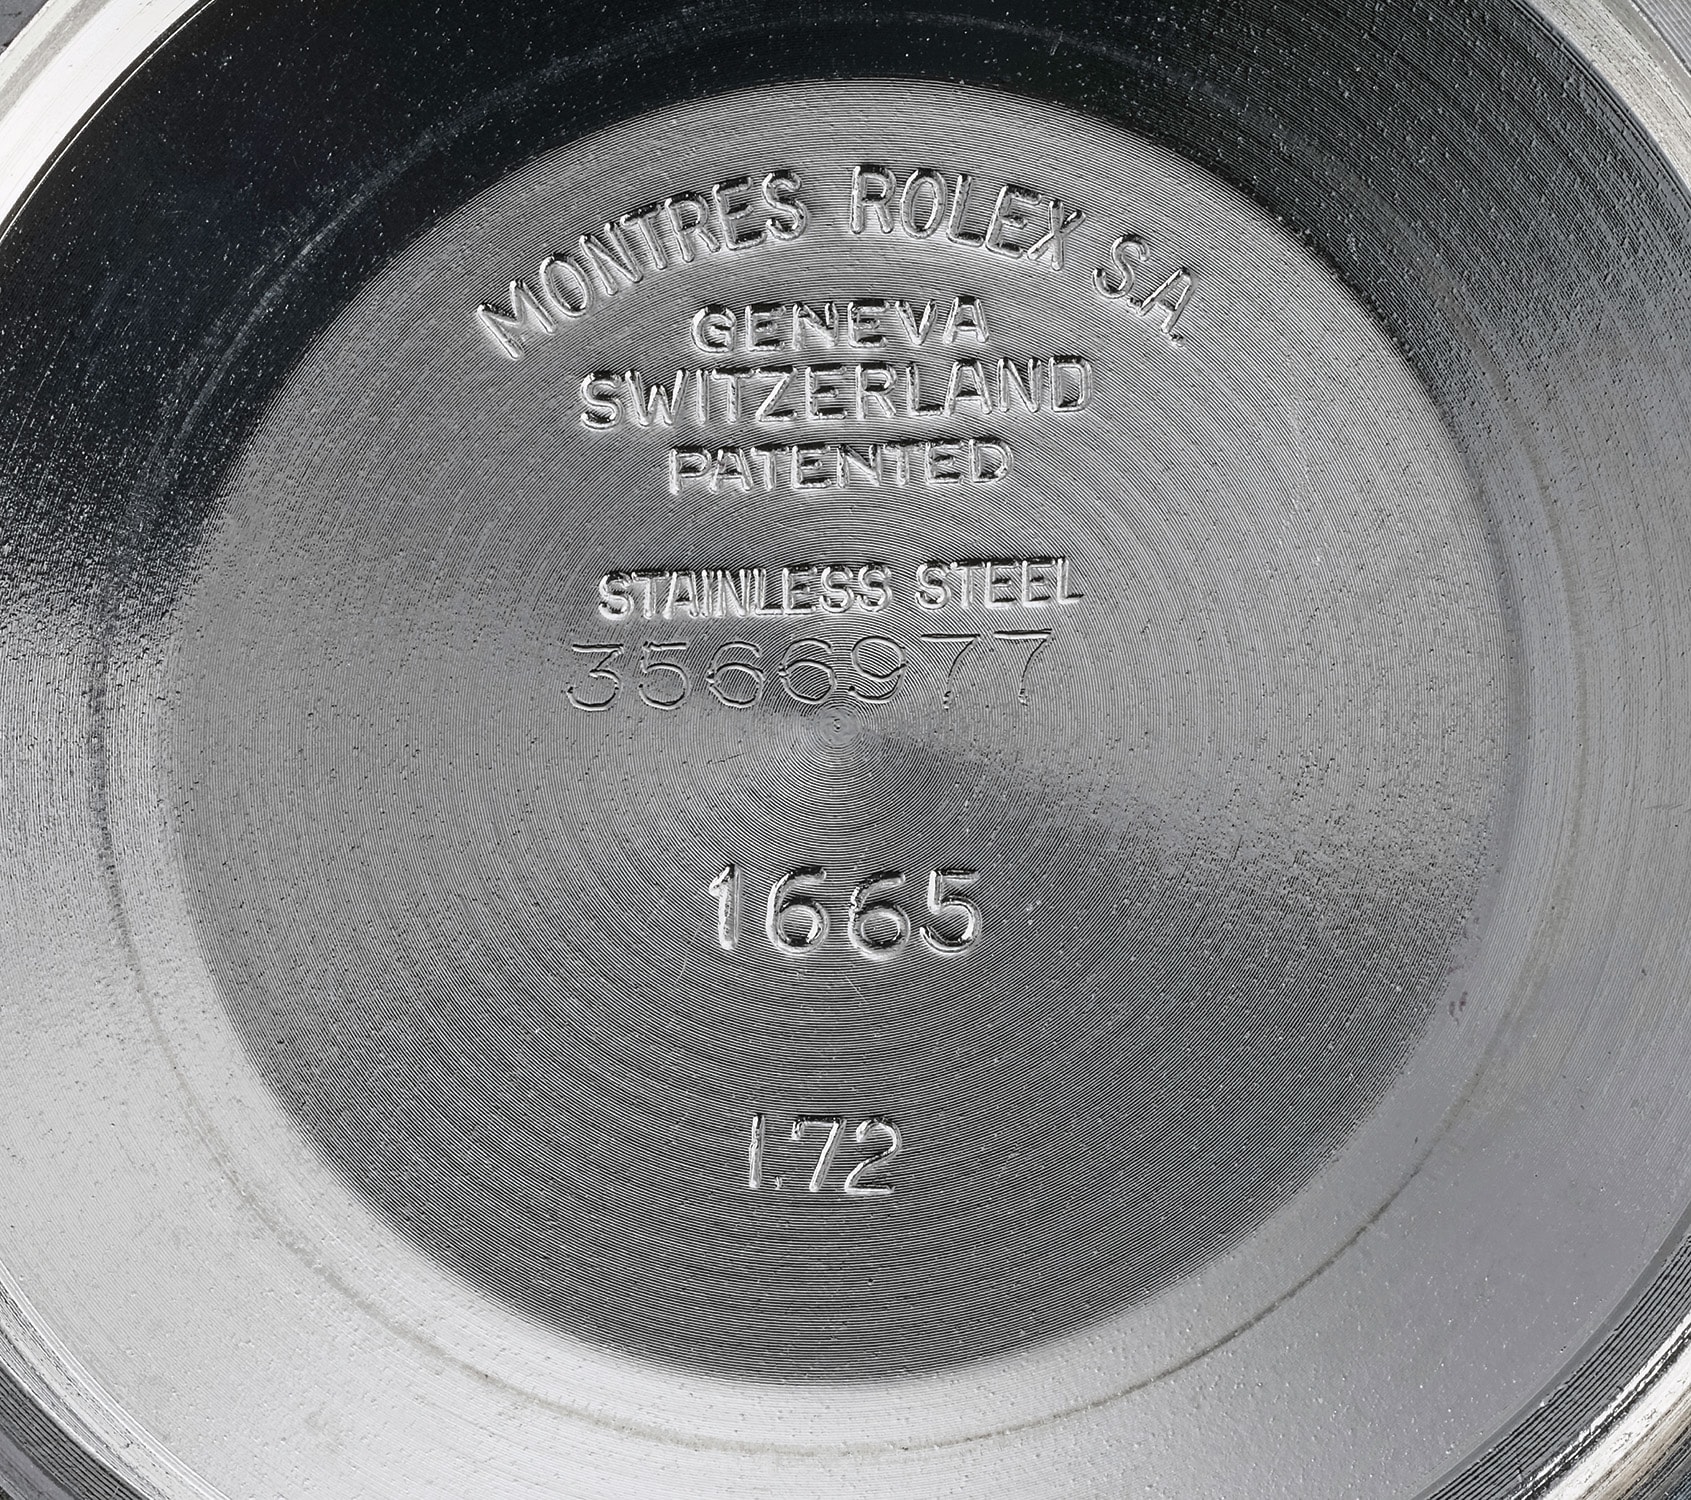 MONTRES ROLEX S.A.
GENEVA
SWITZERLAND
PATENTED
STAINLESS STEEL
3566977
1665
I.72